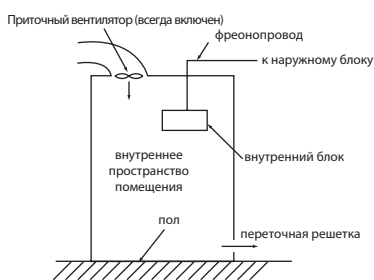 Приточный вентилятор (всегда включен)
фреонопровод
к наружному блоку
внутренний блок
внутреннее
пространство
помещения
пол
переточная решетка